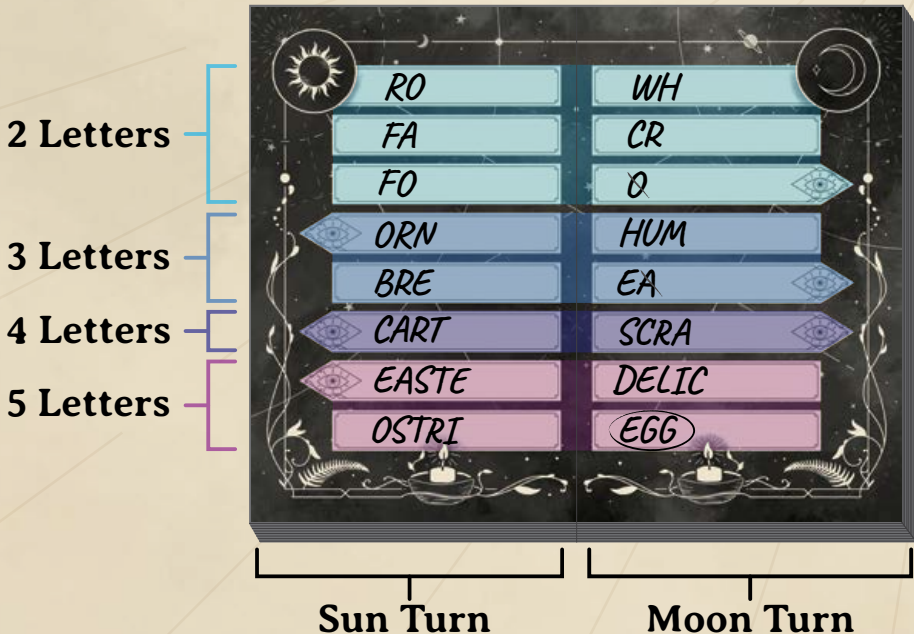 2 Letters
RO
WH
FA
CR
FO
O
3 Letters
ORN
HUM
BRE
EA
4 Letters
CART
SCRA
5 Letters
EASTE
DELIC
OSTRI
EGG
Sun Turn
Moon Turn